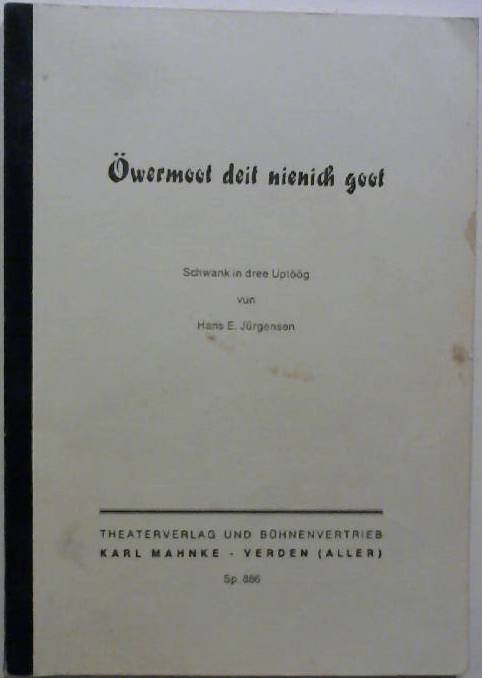 Öwermoot deit nienich goot
Schwank in dree Uptöög
vun
Hans E. Jürgensen
THEATERVERLAG UND BÜHNENVERTRIEB
KARL MAHNKE - VERDEN (ALLER)
Sp. 886